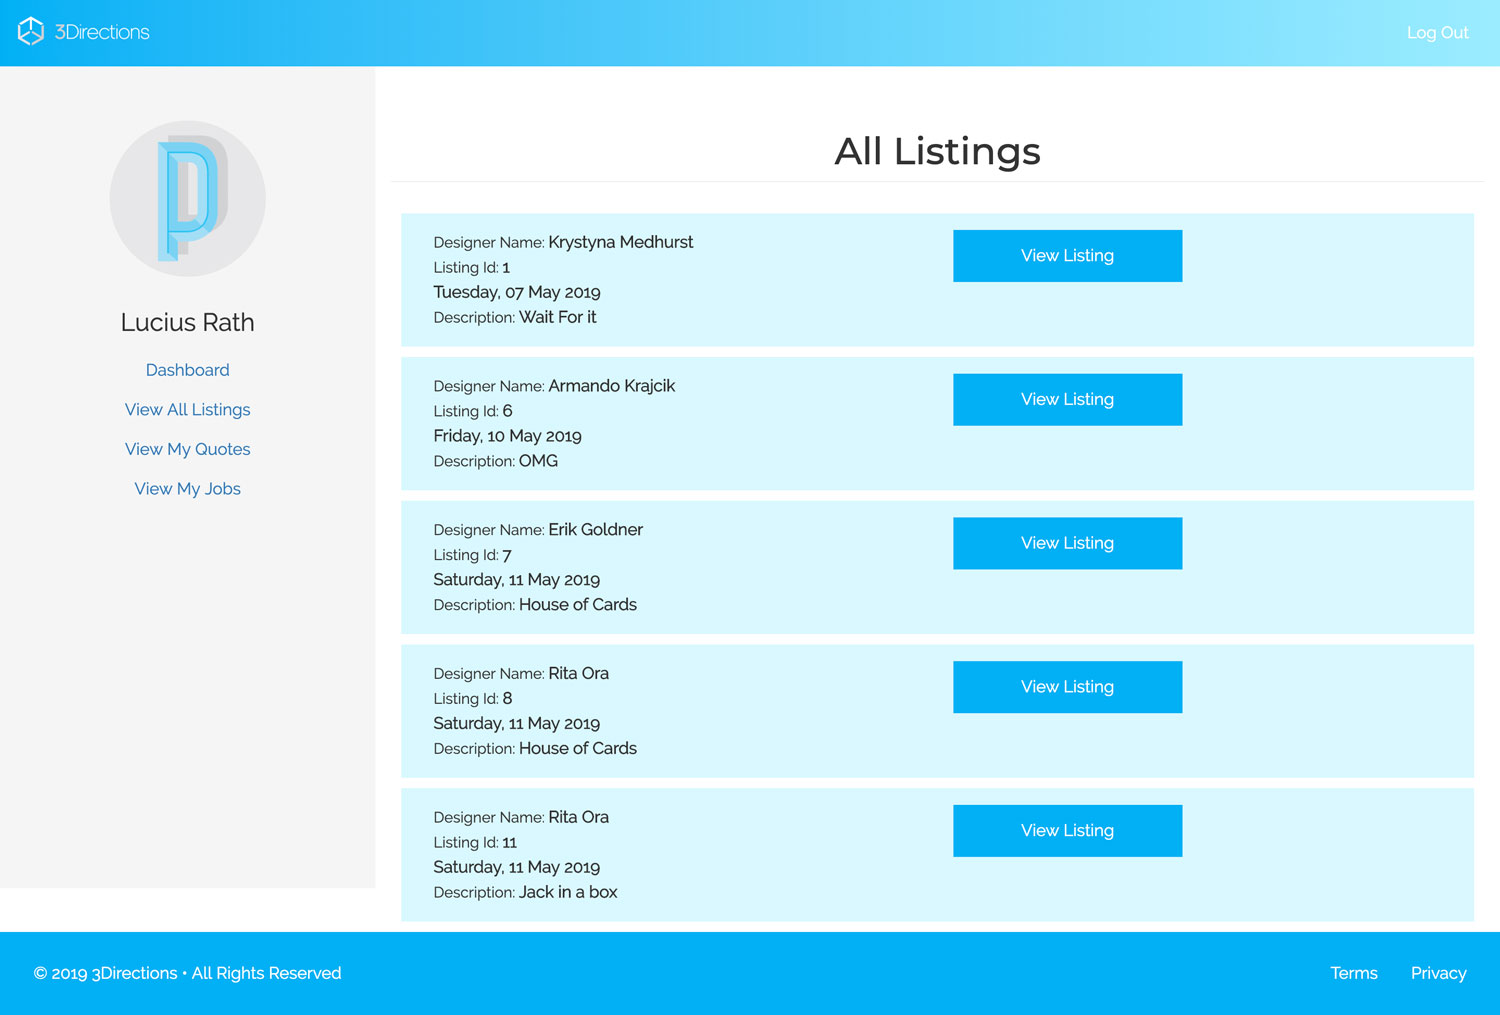 3Directions
Log Out
Lucius Rath
Dashboard
View All Listings
View My Quotes
View My Jobs
All Listings
Designer Name: Krystyna Medhurst
Listing Id: 1
Tuesday, 07 May 2019
Description: Wait For it
View Listing
Designer Name: Armando Krajcik
Listing Id: 6
Friday, 10 May 2019
Description: OMG
View Listing
Designer Name: Erik Goldner
Listing Id: 7
Saturday, 11 May 2019
Description: House of Cards
View Listing
Designer Name: Rita Ora
Listing Id: 8
Saturday, 11 May 2019
Description: House of Cards
View Listing
Designer Name: Rita Ora
Listing Id: 11
Saturday, 11 May 2019
Description: Jack in a box
View Listing
© 2019 3Directions • All Rights Reserved
Terms
Privacy